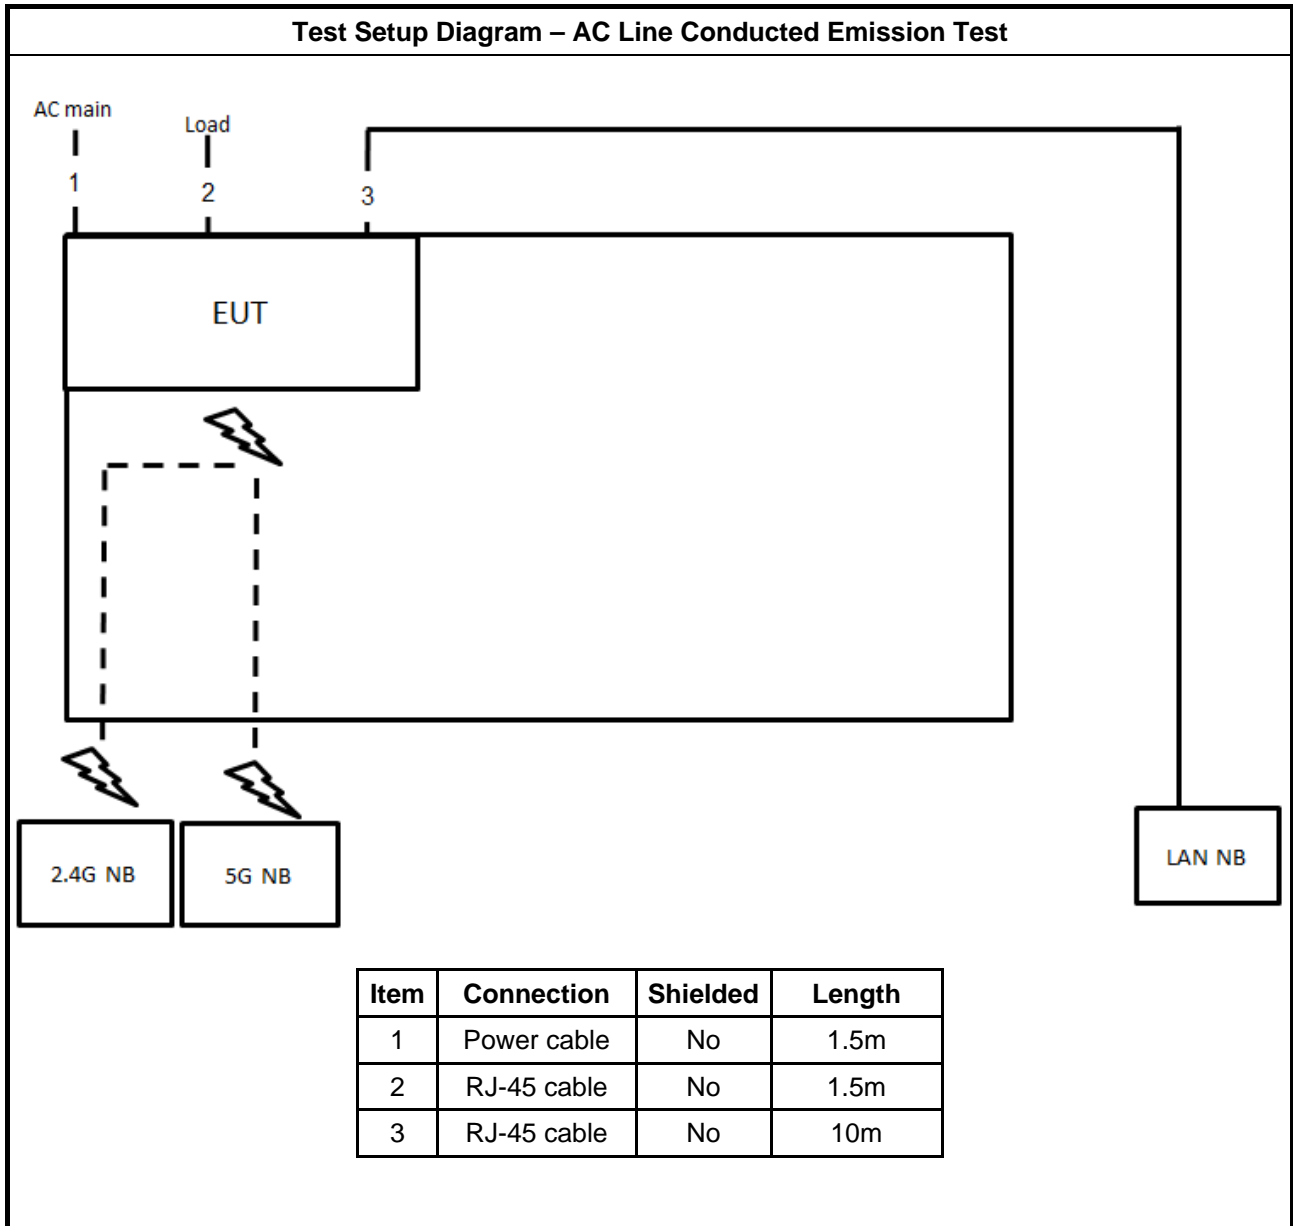 Test Setup Diagram – AC Line Conducted Emission Test
AC main
Load
1
2
3
EUT
2.4G NB
5G NB
LAN NB
Item Connection Shielded Length
1 Power cable No 1.5m
2 RJ-45 cable No 1.5m
3 RJ-45 cable No 10m